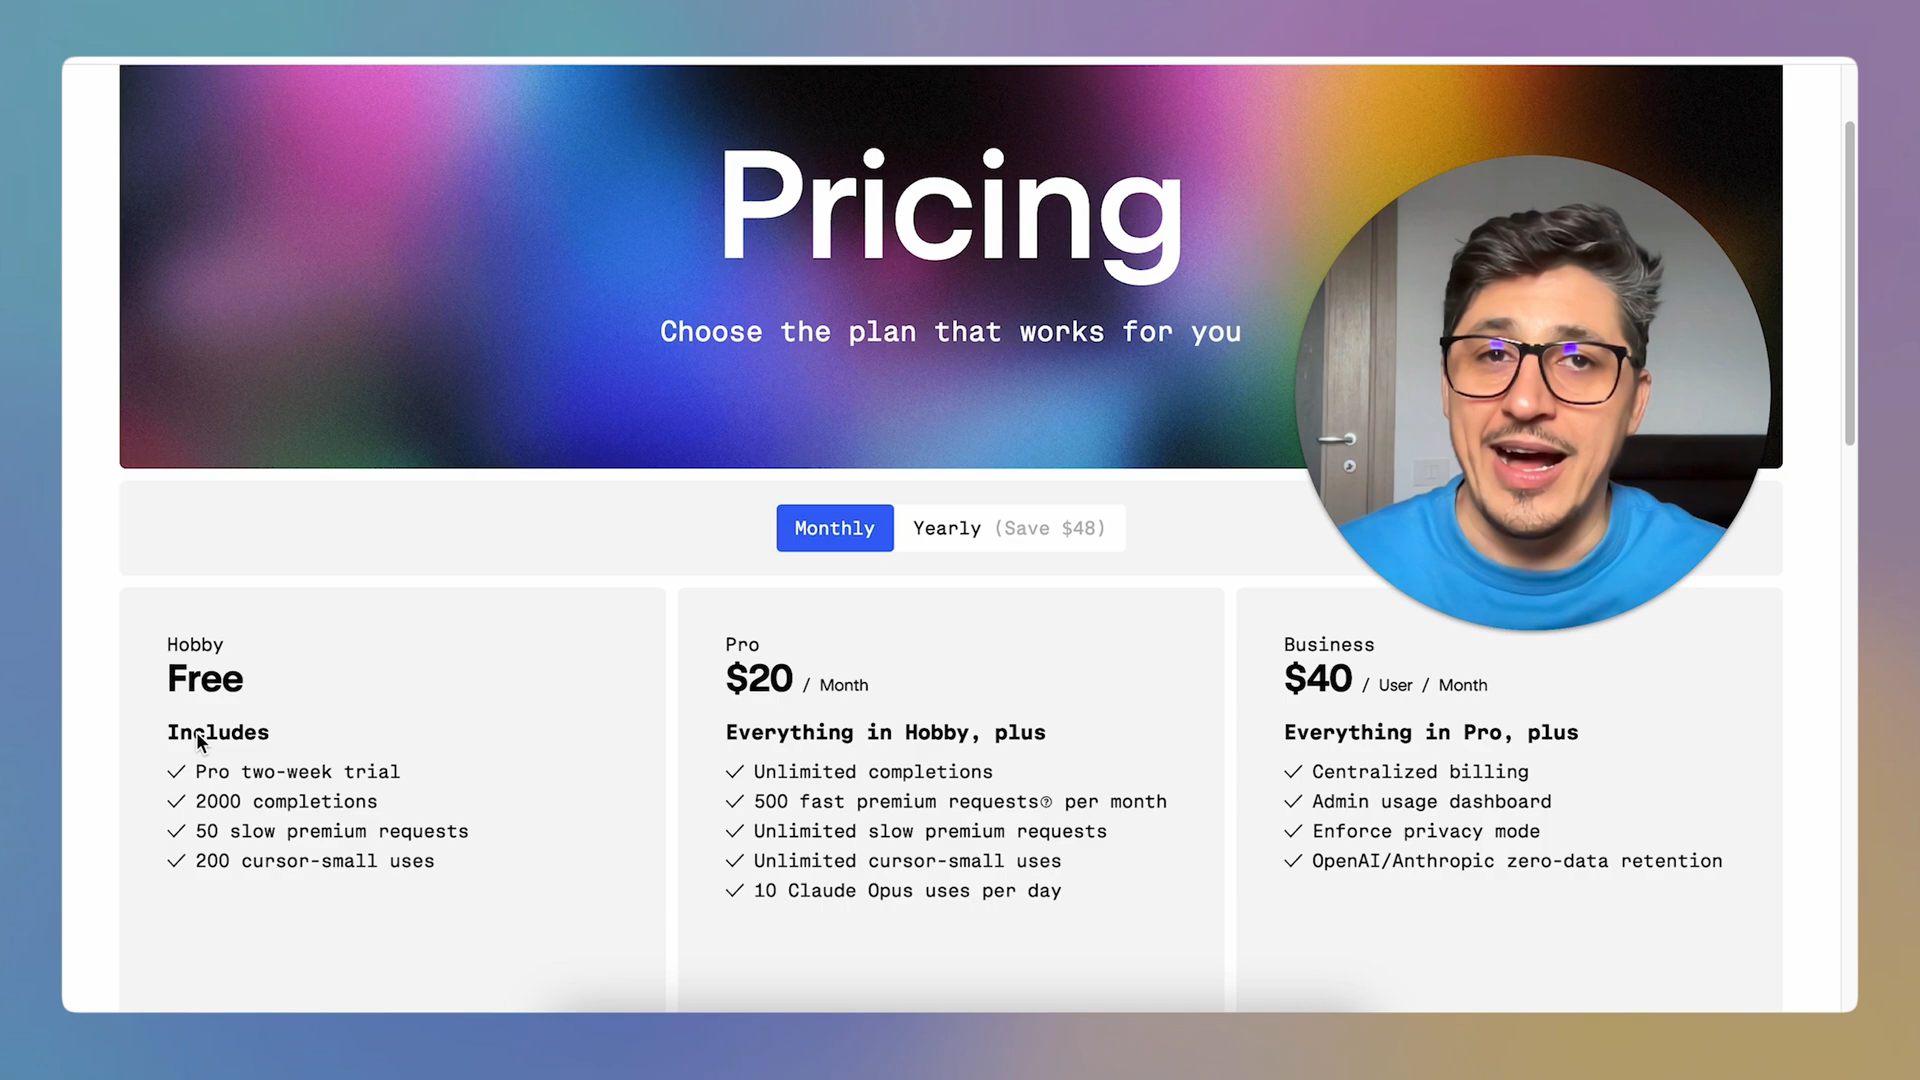 Pricing
Choose the plan that works for you
Monthly
Yearly (Save $48)
Hobby
Free
Includes
✓ Pro two-week trial
✓ 2000 completions
✓ 50 slow premium requests
✓ 200 cursor-small uses
Pro
$20 / Month
Everything in Hobby, plus
✓ Unlimited completions
✓ 500 fast premium requests? per month
✓ Unlimited slow premium requests
✓ Unlimited cursor-small uses
✓ 10 Claude Opus uses per day
Business
$40 / User / Month
Everything in Pro, plus
✓ Centralized billing
✓ Admin usage dashboard
✓ Enforce privacy mode
✓ OpenAI/Anthropic zero-data retention